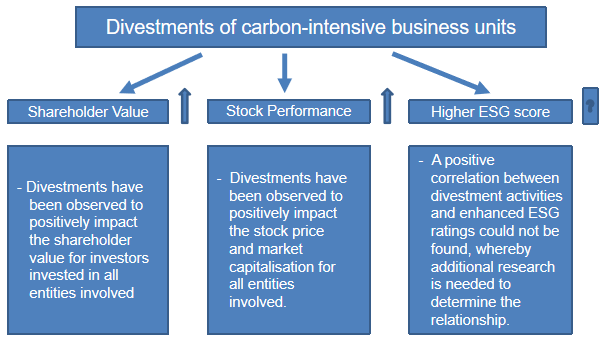 Divestments of carbon-intensive business units
Shareholder Value
Stock Performance
Higher ESG score
?
- Divestments have
been observed to
positively impact
the shareholder
value for investors
invested in all
entities involved
- Divestments have
been observed to
positively impact
the stock price
and market
capitalisation for
all entities
involved.
- A positive
correlation between
divestment activities
and enhanced ESG
ratings could not be
found, whereby
additional research
is needed to
determine the
relationship.